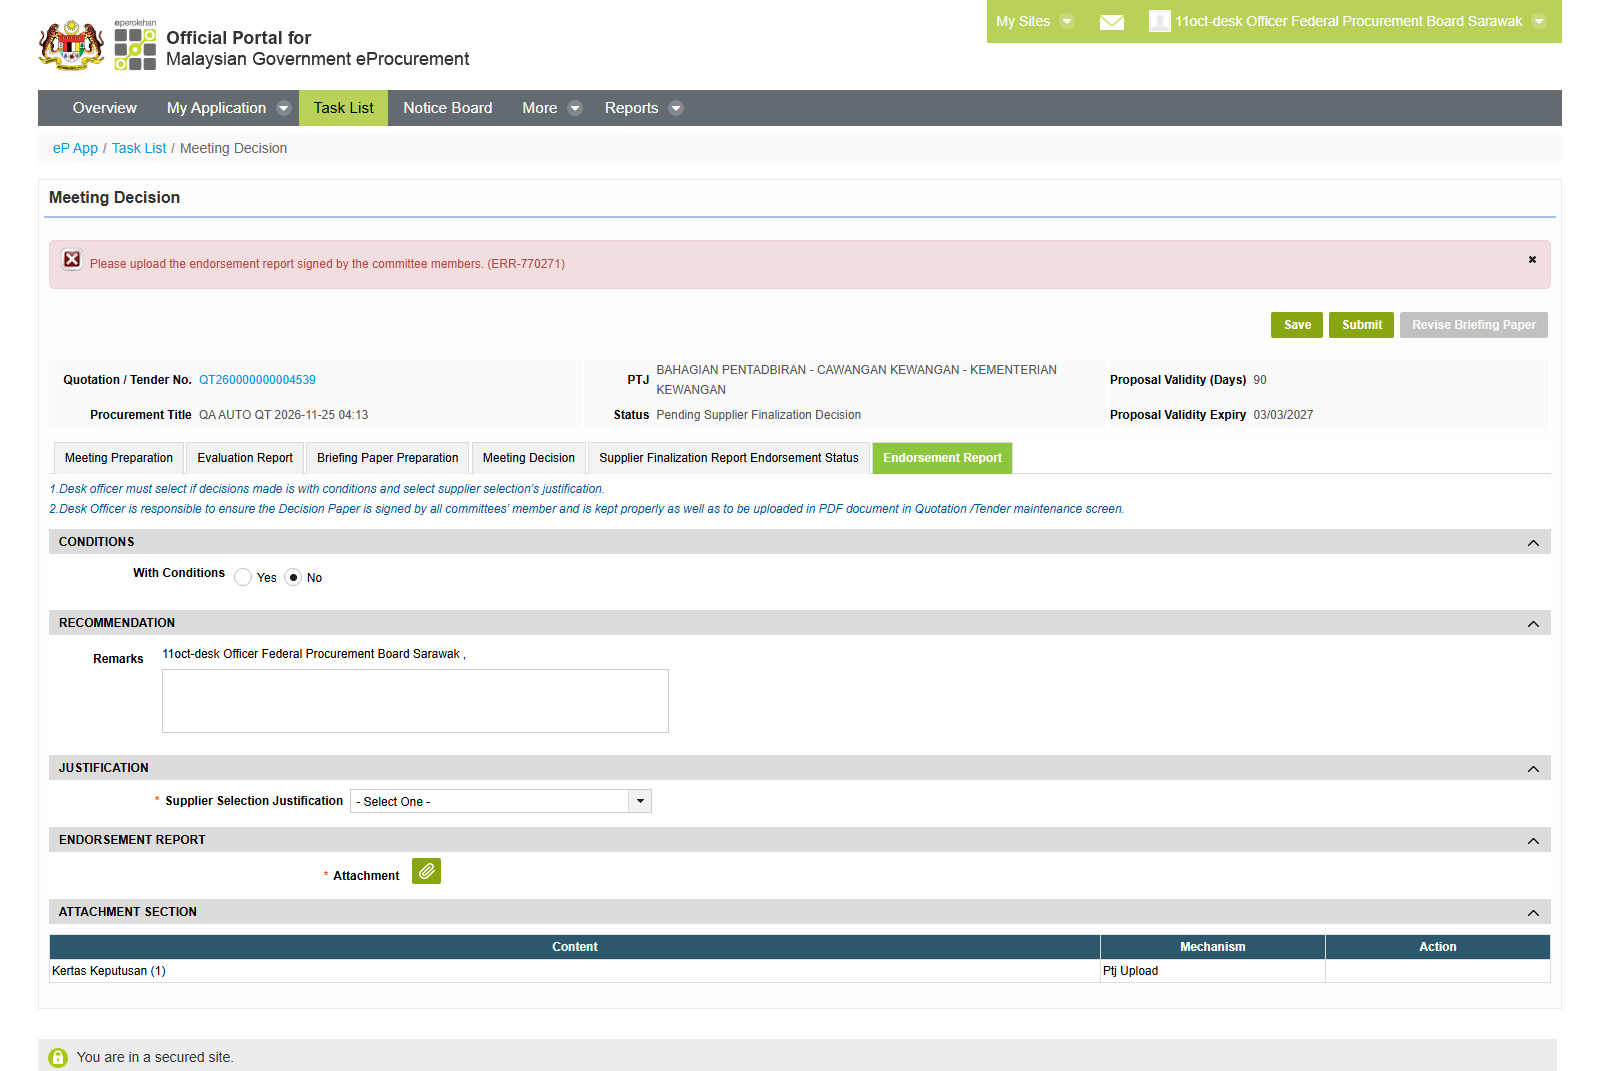 eperolehan
Official Portal for
Malaysian Government eProcurement
My Sites
11oct-desk Officer Federal Procurement Board Sarawak
Overview My Application Task List Notice Board More Reports
eP App / Task List / Meeting Decision
Meeting Decision
Please upload the endorsement report signed by the committee members. (ERR-770271)
Save Submit Revise Briefing Paper
Quotation / Tender No. QT260000000004539
PTJ BAHAGIAN PENTADBIRAN - CAWANGAN KEWANGAN - KEMENTERIAN
KEWANGAN
Proposal Validity (Days) 90
Procurement Title QA AUTO QT 2026-11-25 04:13
Status Pending Supplier Finalization Decision
Proposal Validity Expiry 03/03/2027
Meeting Preparation Evaluation Report Briefing Paper Preparation Meeting Decision Supplier Finalization Report Endorsement Status Endorsement Report
1.Desk officer must select if decisions made is with conditions and select supplier selection's justification.
2.Desk Officer is responsible to ensure the Decision Paper is signed by all committees' member and is kept properly as well as to be uploaded in PDF document in Quotation /Tender maintenance screen.
CONDITIONS
With Conditions Yes No
RECOMMENDATION
Remarks 11oct-desk Officer Federal Procurement Board Sarawak ,
JUSTIFICATION
* Supplier Selection Justification - Select One -
ENDORSEMENT REPORT
* Attachment
ATTACHMENT SECTION
Content Mechanism Action
Kertas Keputusan (1) Ptj Upload
You are in a secured site.